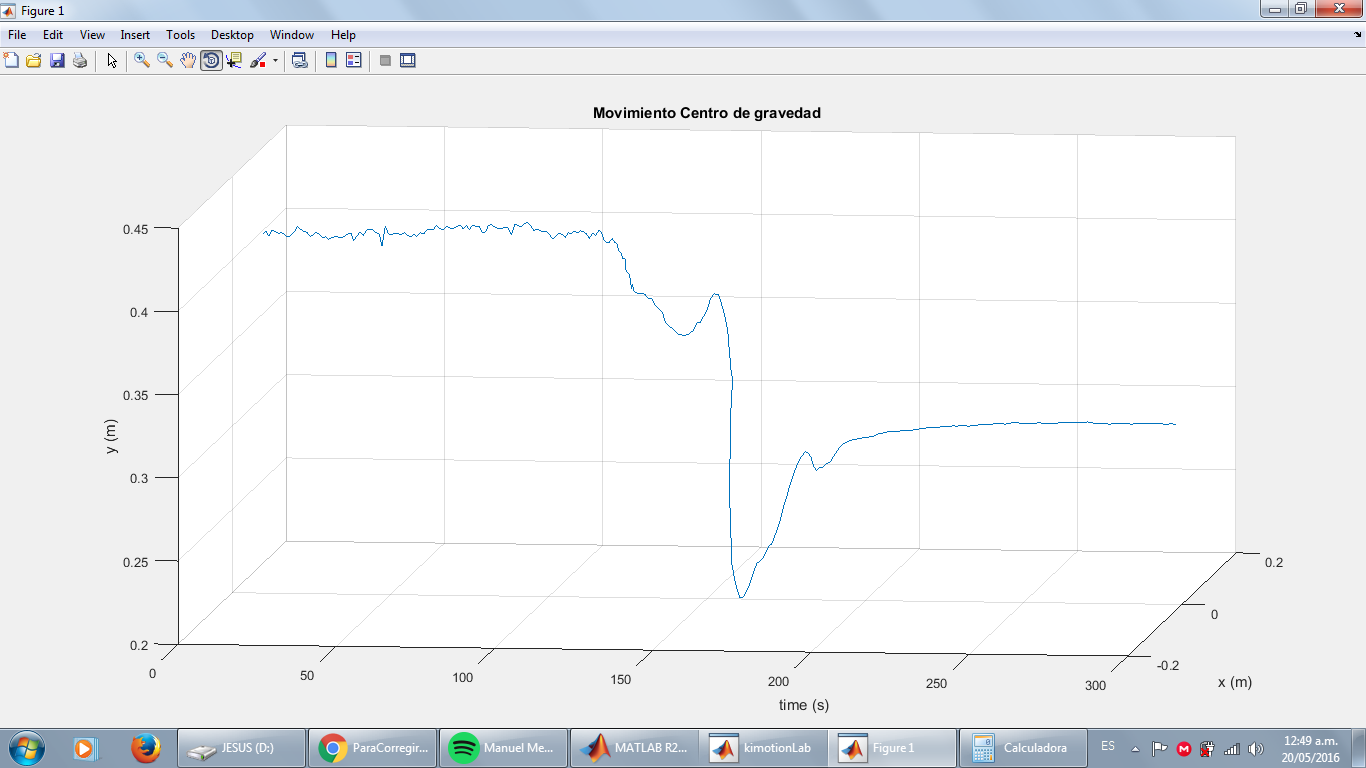 Figure 1
File Edit View Insert Tools Desktop Window Help
Movimiento Centro de gravedad
0.45
0.4
0.35
0.3
0.25
0.2
y (m)
0 50 100 150 200 250 300
time (s)
0.2
0
-0.2
x (m)
JESUS (D:) ParaCorregir... Manuel Me... MATLAB R2... kimotionLab Figure 1 Calculadora ES 12:49 a.m.
20/05/2016